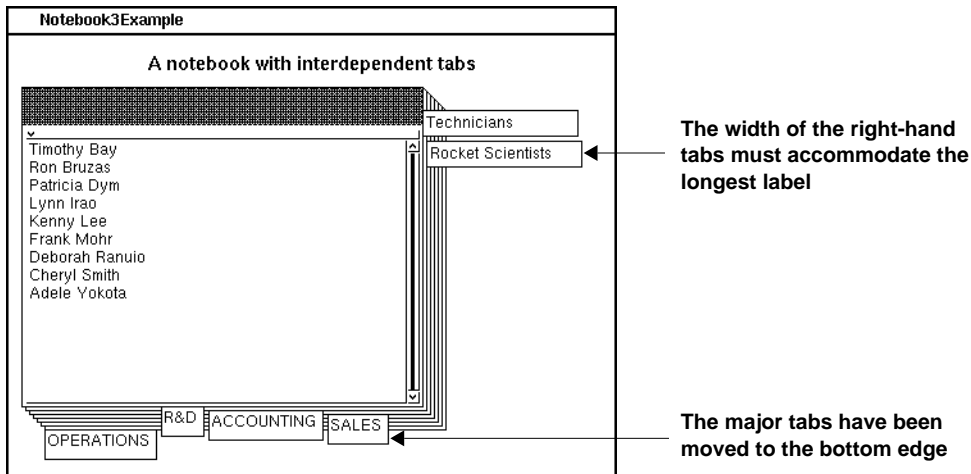 Notebook3Example
A notebook with interdependent tabs
Technicians
Rocket Scientists
Timothy Bay
Ron Bruzas
Patricia Dym
Lynn Irao
Kenny Lee
Frank Mohr
Deborah Ranuio
Cheryl Smith
Adele Yokota
R&D
ACCOUNTING
SALES
OPERATIONS
The width of the right-hand
tabs must accommodate the
longest label
The major tabs have been
moved to the bottom edge